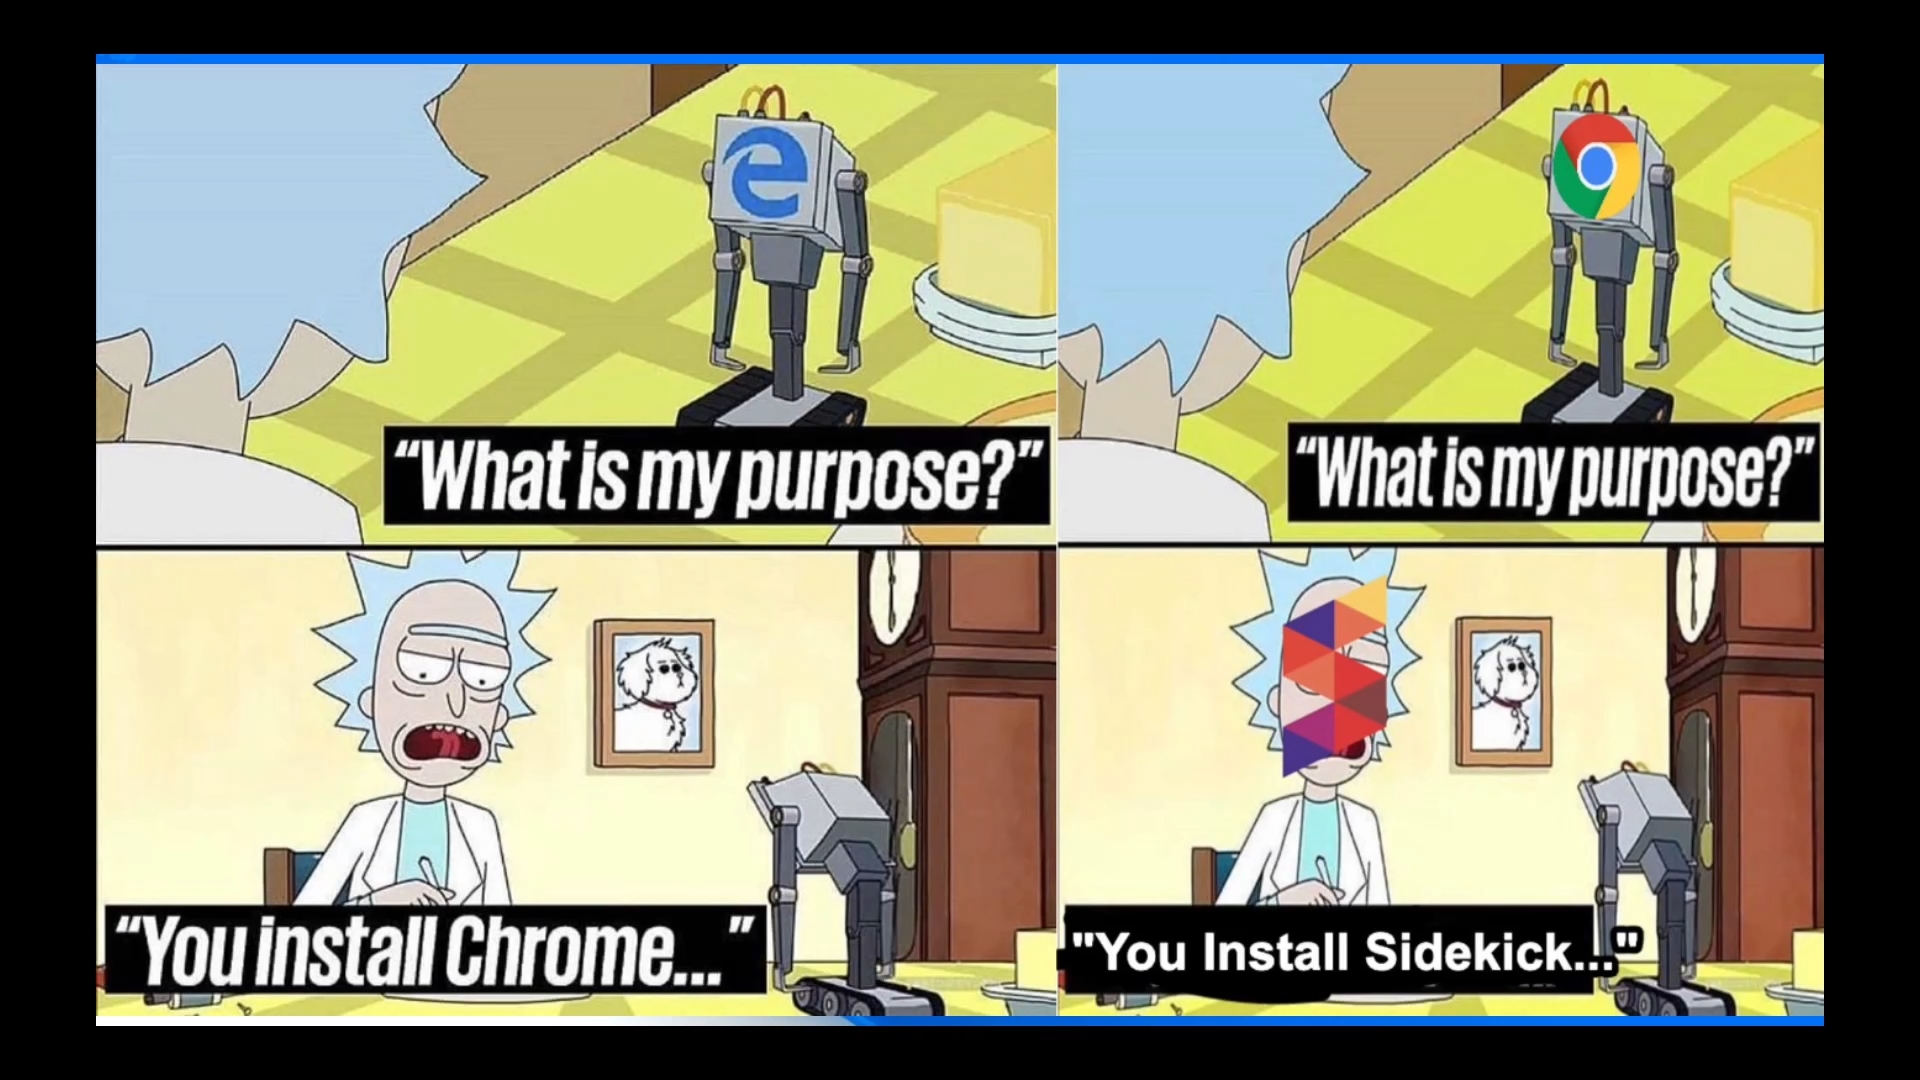 “What is my purpose?”
“What is my purpose?”
“You install Chrome...”
"You Install Sidekick..."